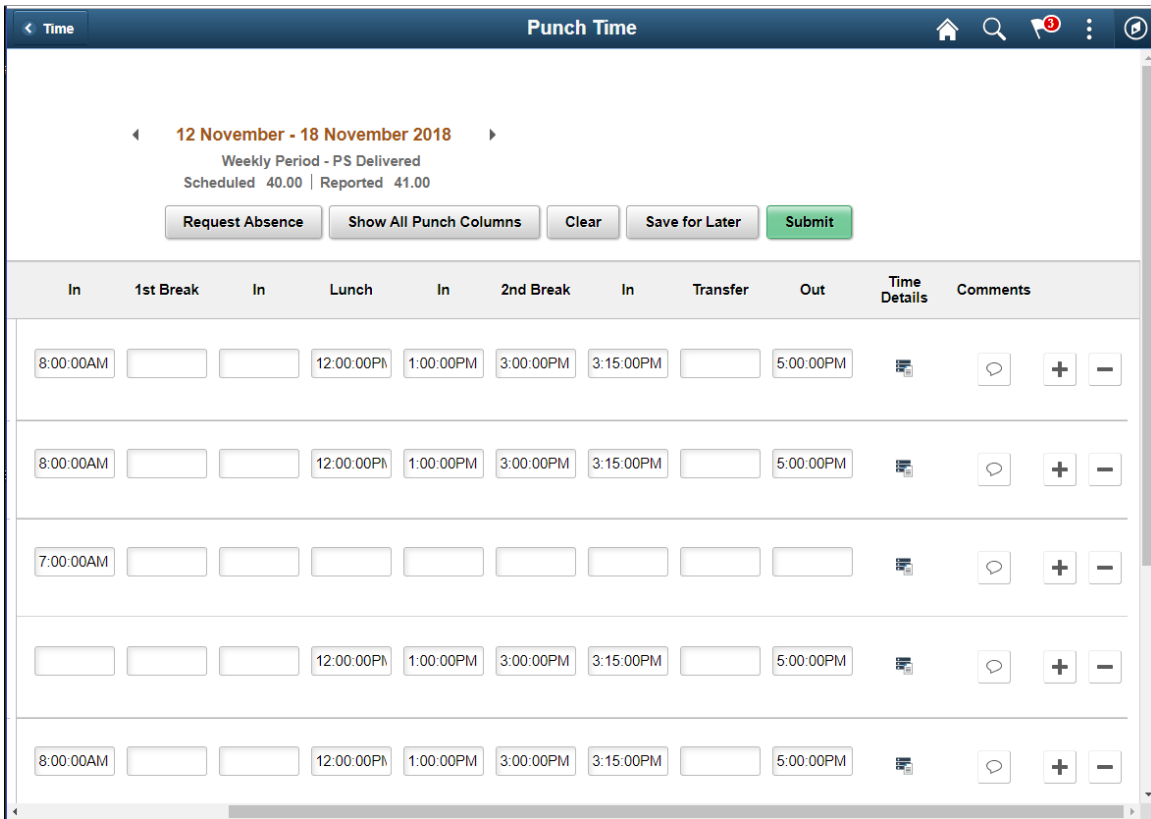 Time
Punch Time
3
12 November - 18 November 2018
Weekly Period - PS Delivered
Scheduled 40.00 | Reported 41.00
Request Absence Show All Punch Columns Clear Save for Later Submit
In 1st Break In Lunch In 2nd Break In Transfer Out Time Details Comments
8:00:00AM 12:00:00PM 1:00:00PM 3:00:00PM 3:15:00PM 5:00:00PM
8:00:00AM 12:00:00PM 1:00:00PM 3:00:00PM 3:15:00PM 5:00:00PM
7:00:00AM
12:00:00PM 1:00:00PM 3:00:00PM 3:15:00PM 5:00:00PM
8:00:00AM 12:00:00PM 1:00:00PM 3:00:00PM 3:15:00PM 5:00:00PM